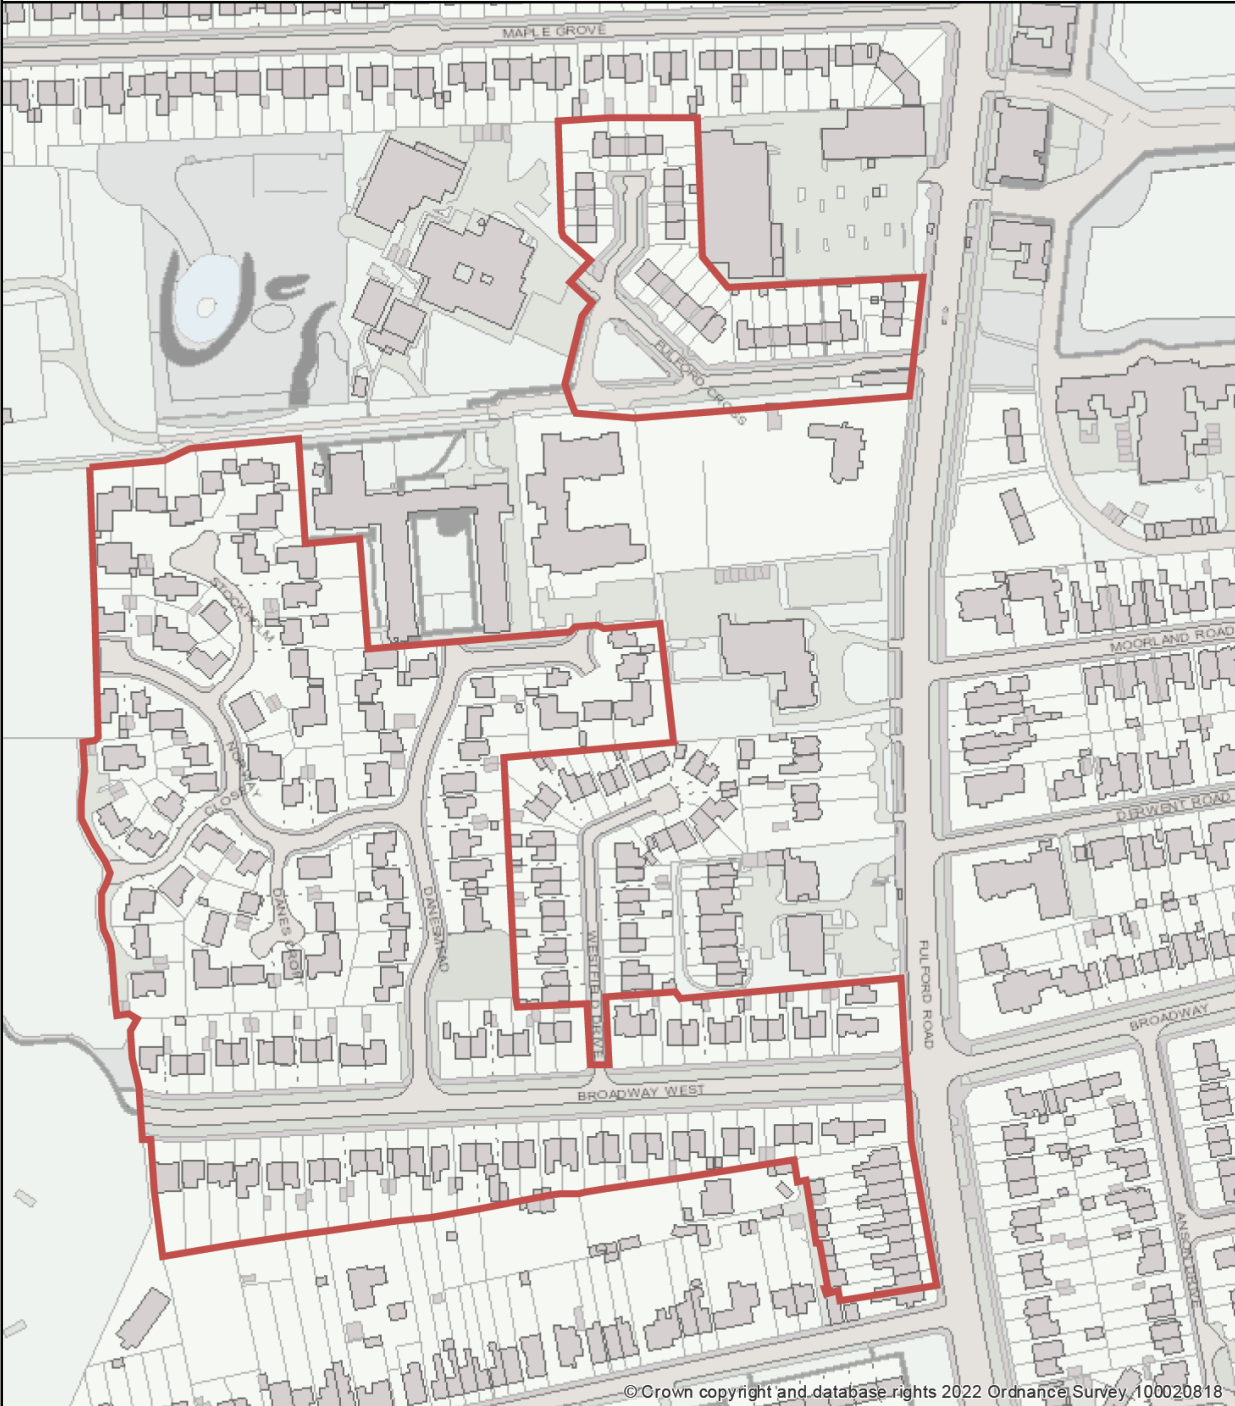 MAPLE GROVE
FULFORD CROSS
STOCKHOLM
MOORLAND ROAD
NORWAY
CLOSE
DERWENT ROAD
DANES CROFT
DANESMEAD
WESTFIELD DRIVE
FULFORD ROAD
BROADWAY
BROADWAY WEST
ANSON DRIVE
© Crown copyright and database rights 2022 Ordnance Survey 100020818